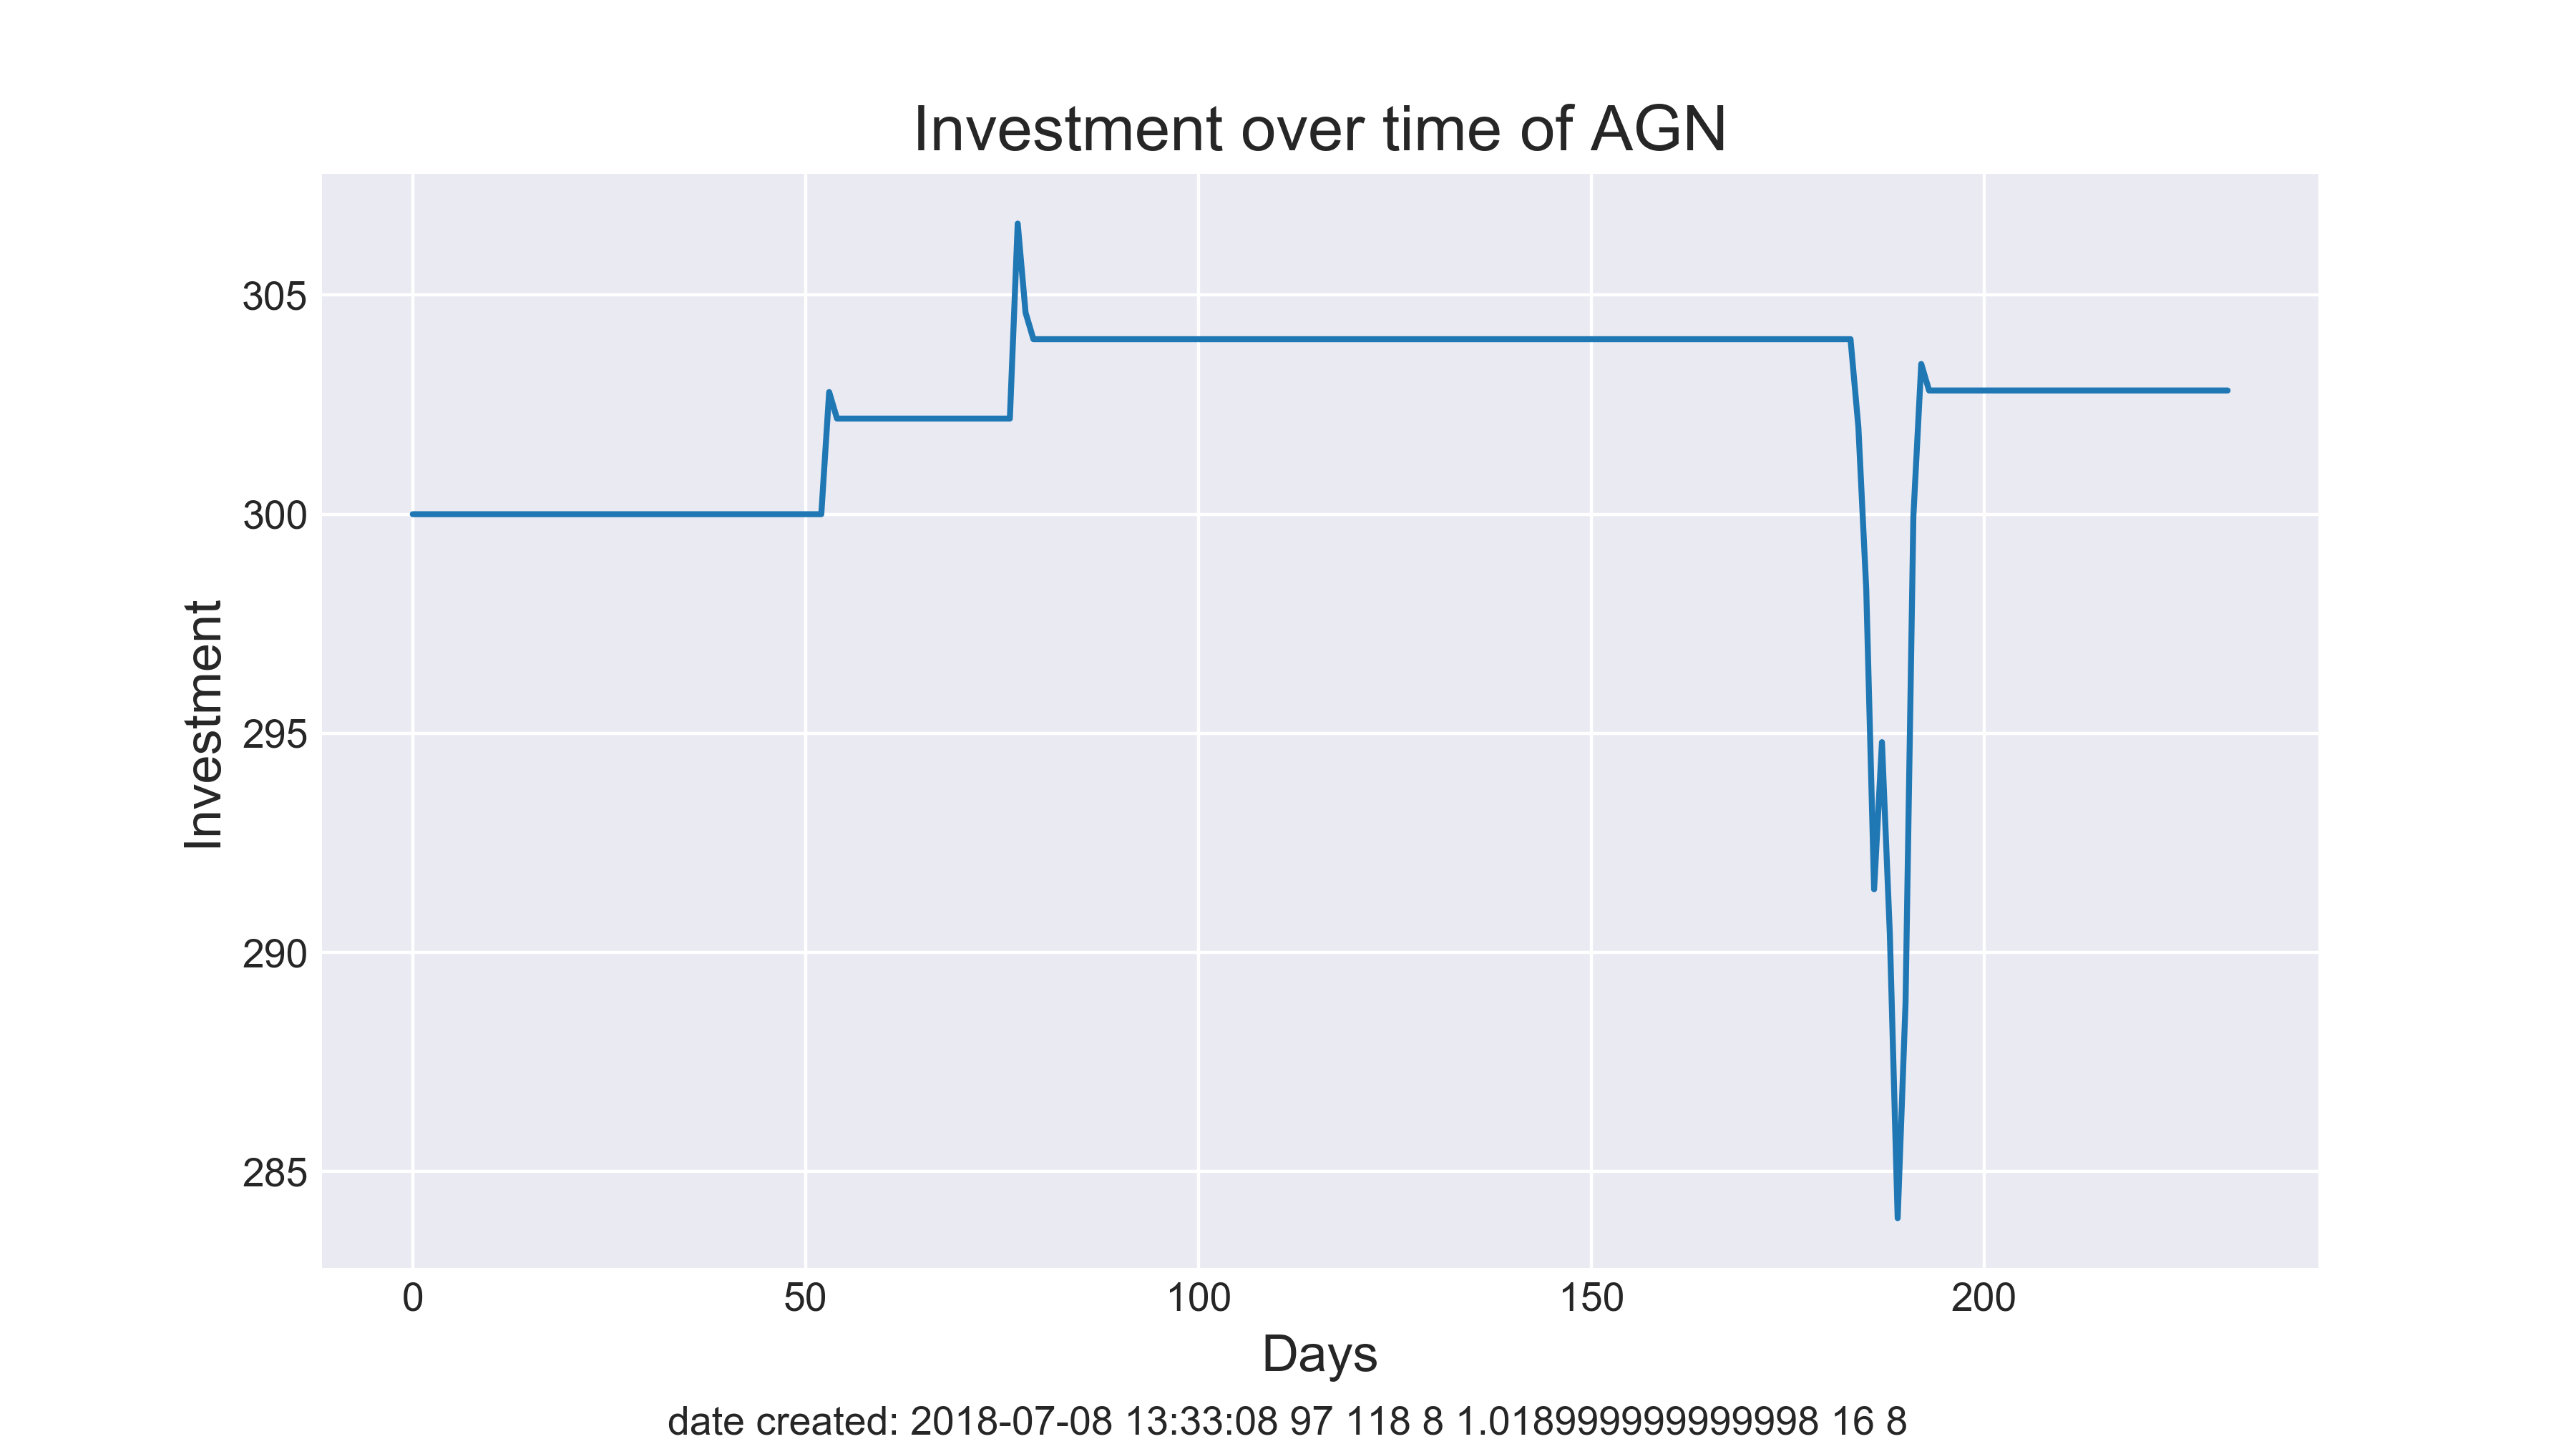 Investment over time of AGN
305
300
295
290
285
Investment
0 50 100 150 200
Days
date created: 2018-07-08 13:33:08 97 118 8 1.018999999999998 16 8